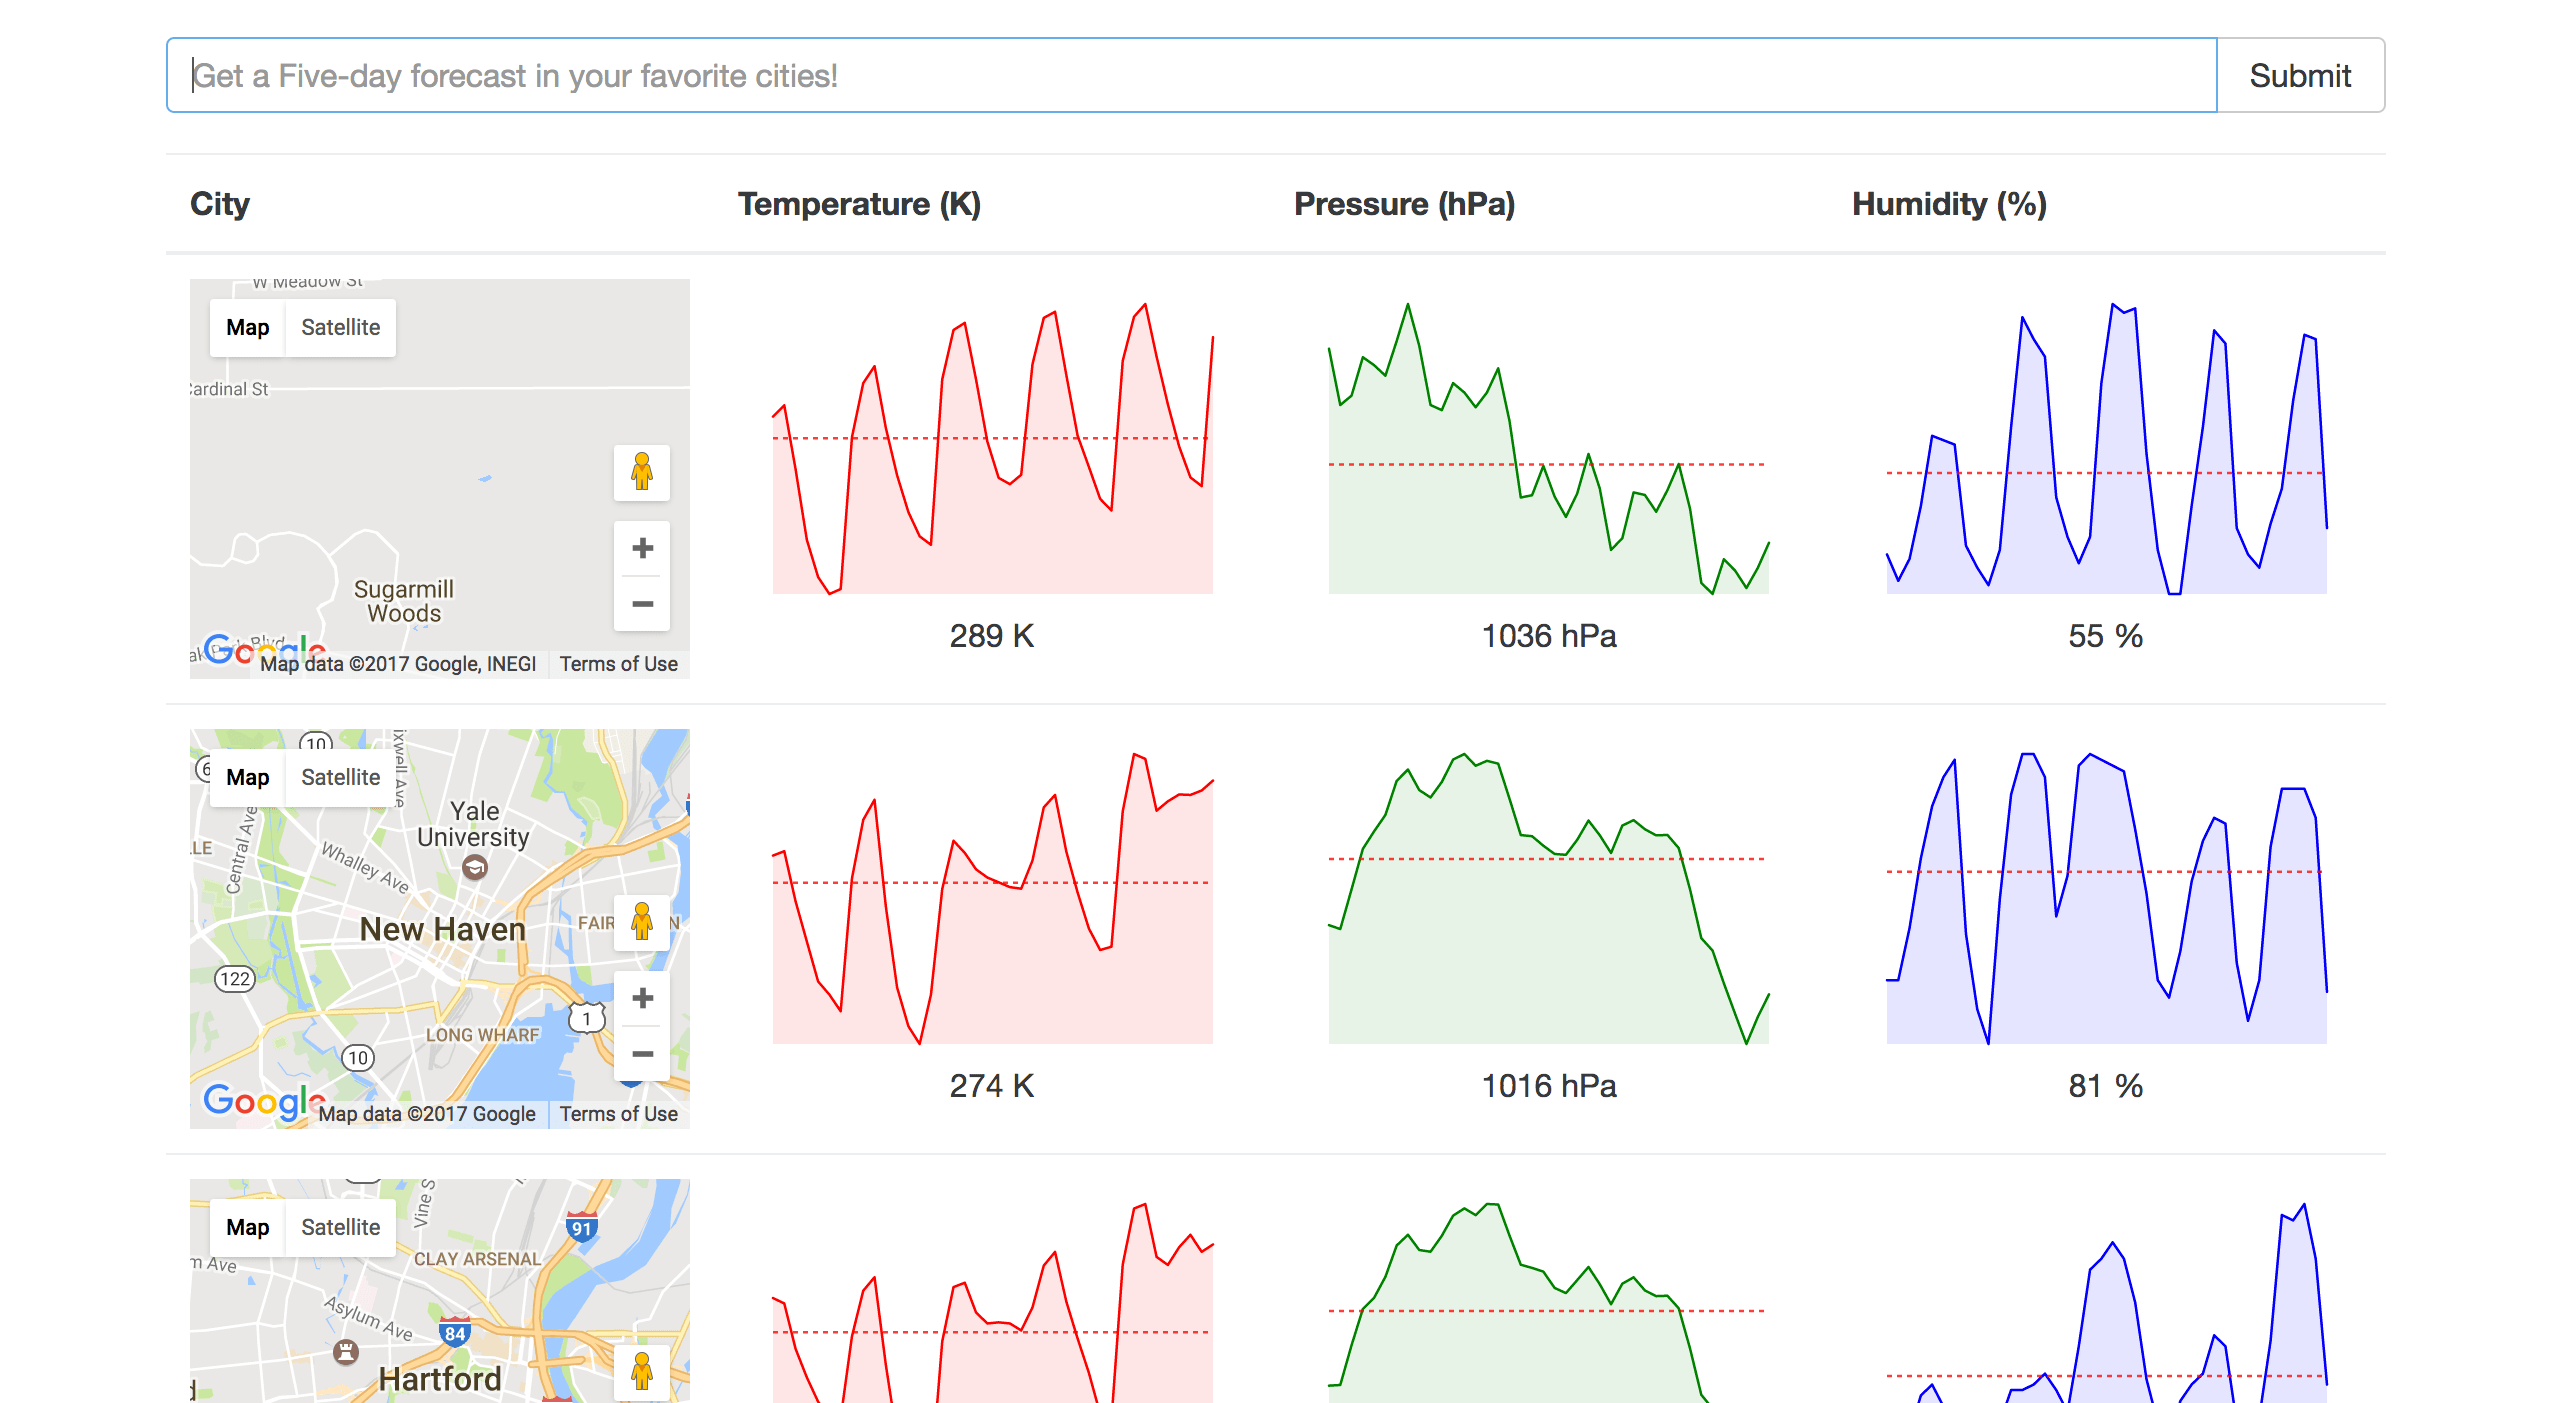 Get a Five-day forecast in your favorite cities!
Submit
City
Temperature (K)
Pressure (hPa)
Humidity (%)
W Meadow St
Map
Satellite
Cardinal St
Sugarmill
Woods
Blvd
Google
Map data ©2017 Google, INEGI
Terms of Use
289 K
1036 hPa
55 %
10
6
Map
Satellite
Central Ave
Whalley Ave
Yale
University
New Haven
122
LONG WHARF
1
10
Google
Map data ©2017 Google
Terms of Use
274 K
1016 hPa
81 %
Map
Satellite
91
CLAY ARSENAL
Asylum Ave
84
Hartford